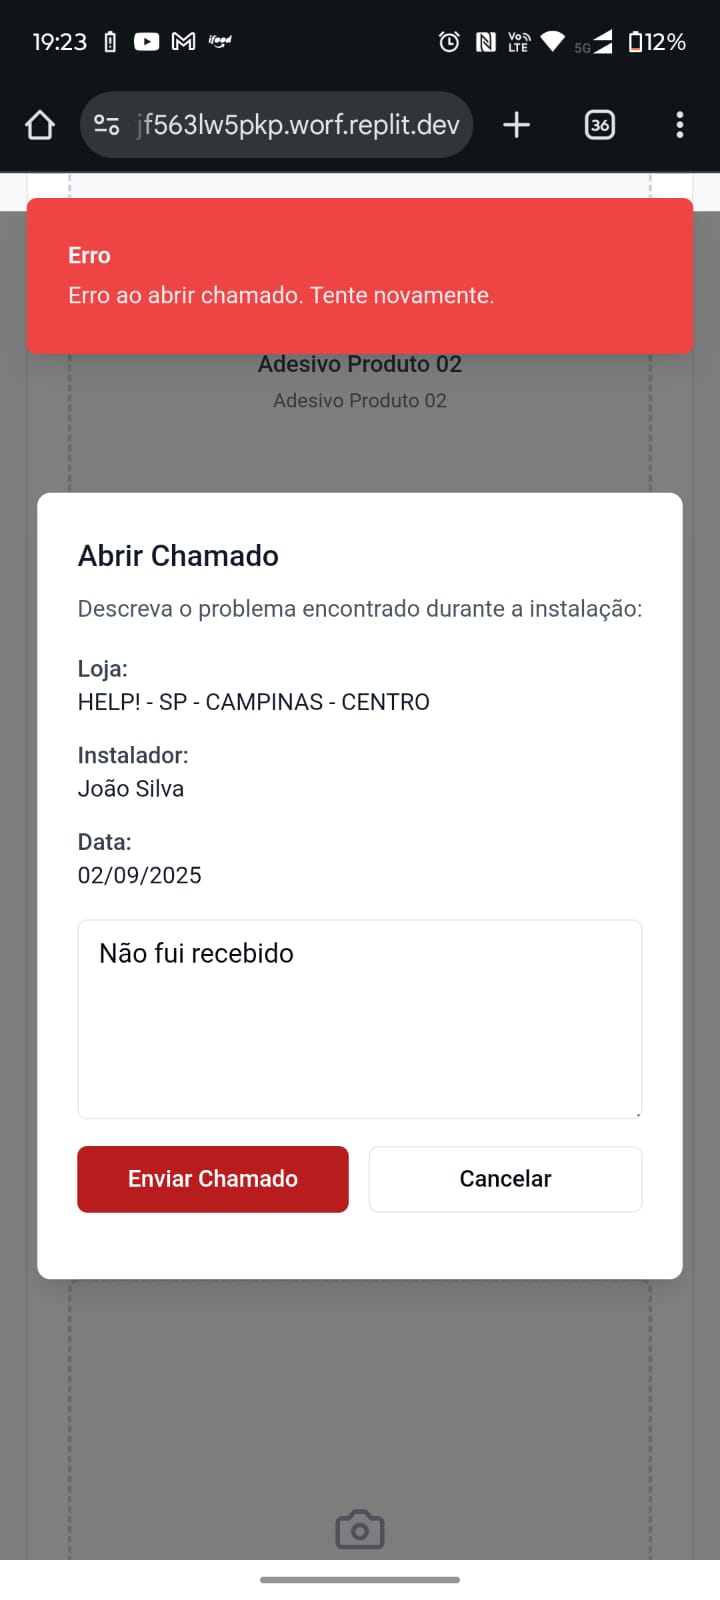 19:23
ifood
Vo))
LTE
5G
12%
jf563lw5pkp.worf.replit.dev
36
Erro
Erro ao abrir chamado. Tente novamente.
Adesivo Produto 02
Adesivo Produto 02
Abrir Chamado
Descreva o problema encontrado durante a instalação:
Loja:
HELP! - SP - CAMPINAS - CENTRO
Instalador:
João Silva
Data:
02/09/2025
Não fui recebido
Enviar Chamado
Cancelar